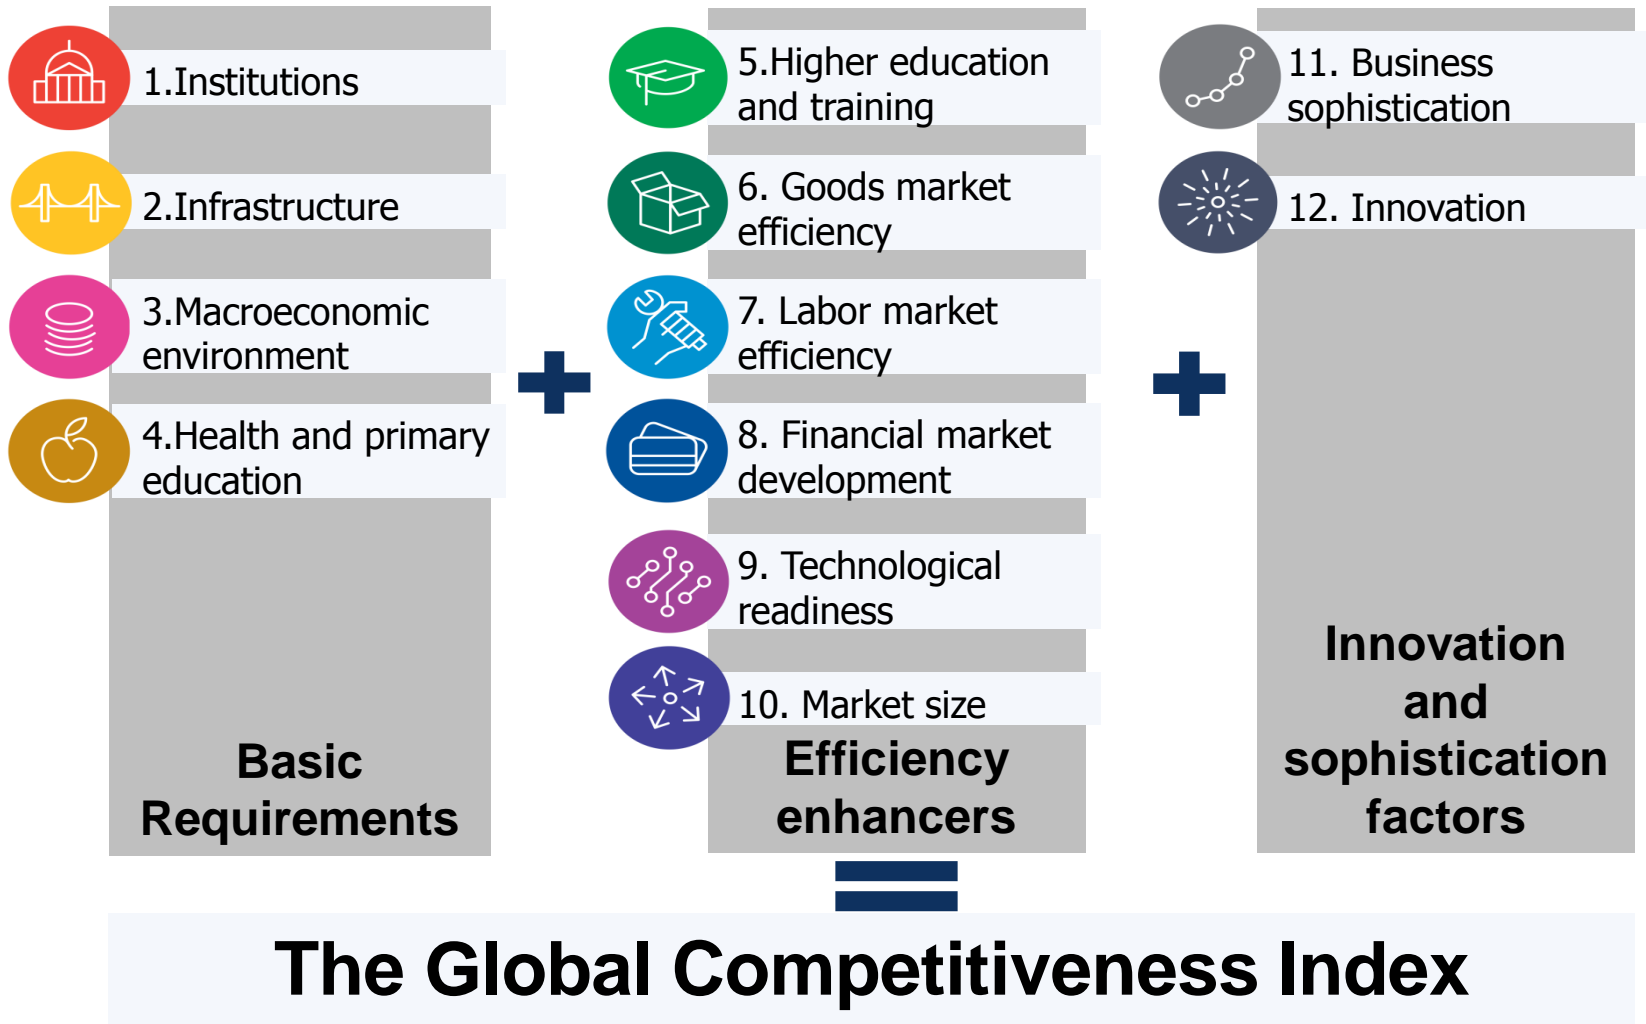 1.Institutions
2.Infrastructure
3.Macroeconomic
environment
4.Health and primary
education
Basic
Requirements
5.Higher education
and training
6. Goods market
efficiency
7. Labor market
efficiency
8. Financial market
development
9. Technological
readiness
10. Market size
Efficiency
enhancers
11. Business
sophistication
12. Innovation
Innovation
and
sophistication
factors
The Global Competitiveness Index